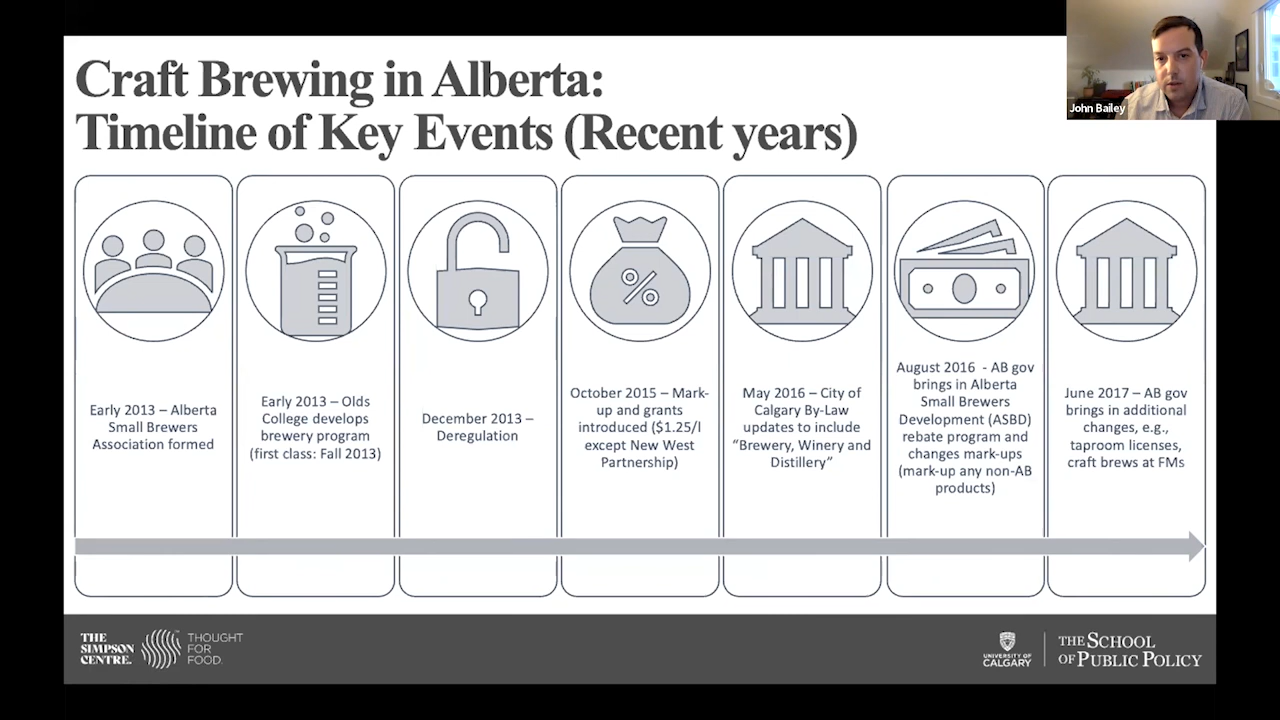 Craft Brewing in Alberta:
Timeline of Key Events (Recent years)
John Bailey
Early 2013 – Alberta
Small Brewers
Association formed
Early 2013 – Olds
College develops
brewery program
(first class: Fall 2013)
December 2013 –
Deregulation
October 2015 – Mark-
up and grants
introduced ($1.25/l
except New West
Partnership)
May 2016 – City of
Calgary By-Law
updates to include
“Brewery, Winery and
Distillery”
August 2016 - AB gov
brings in Alberta
Small Brewers
Development (ASBD)
rebate program and
changes mark-ups
(mark-up any non-AB
products)
June 2017 – AB gov
brings in additional
changes, e.g.,
taproom licenses,
craft brews at FMs
THE
SIMPSON
CENTRE.
THOUGHT
FOR
FOOD.
UNIVERSITY OF
CALGARY
THE SCHOOL
OF PUBLIC POLICY